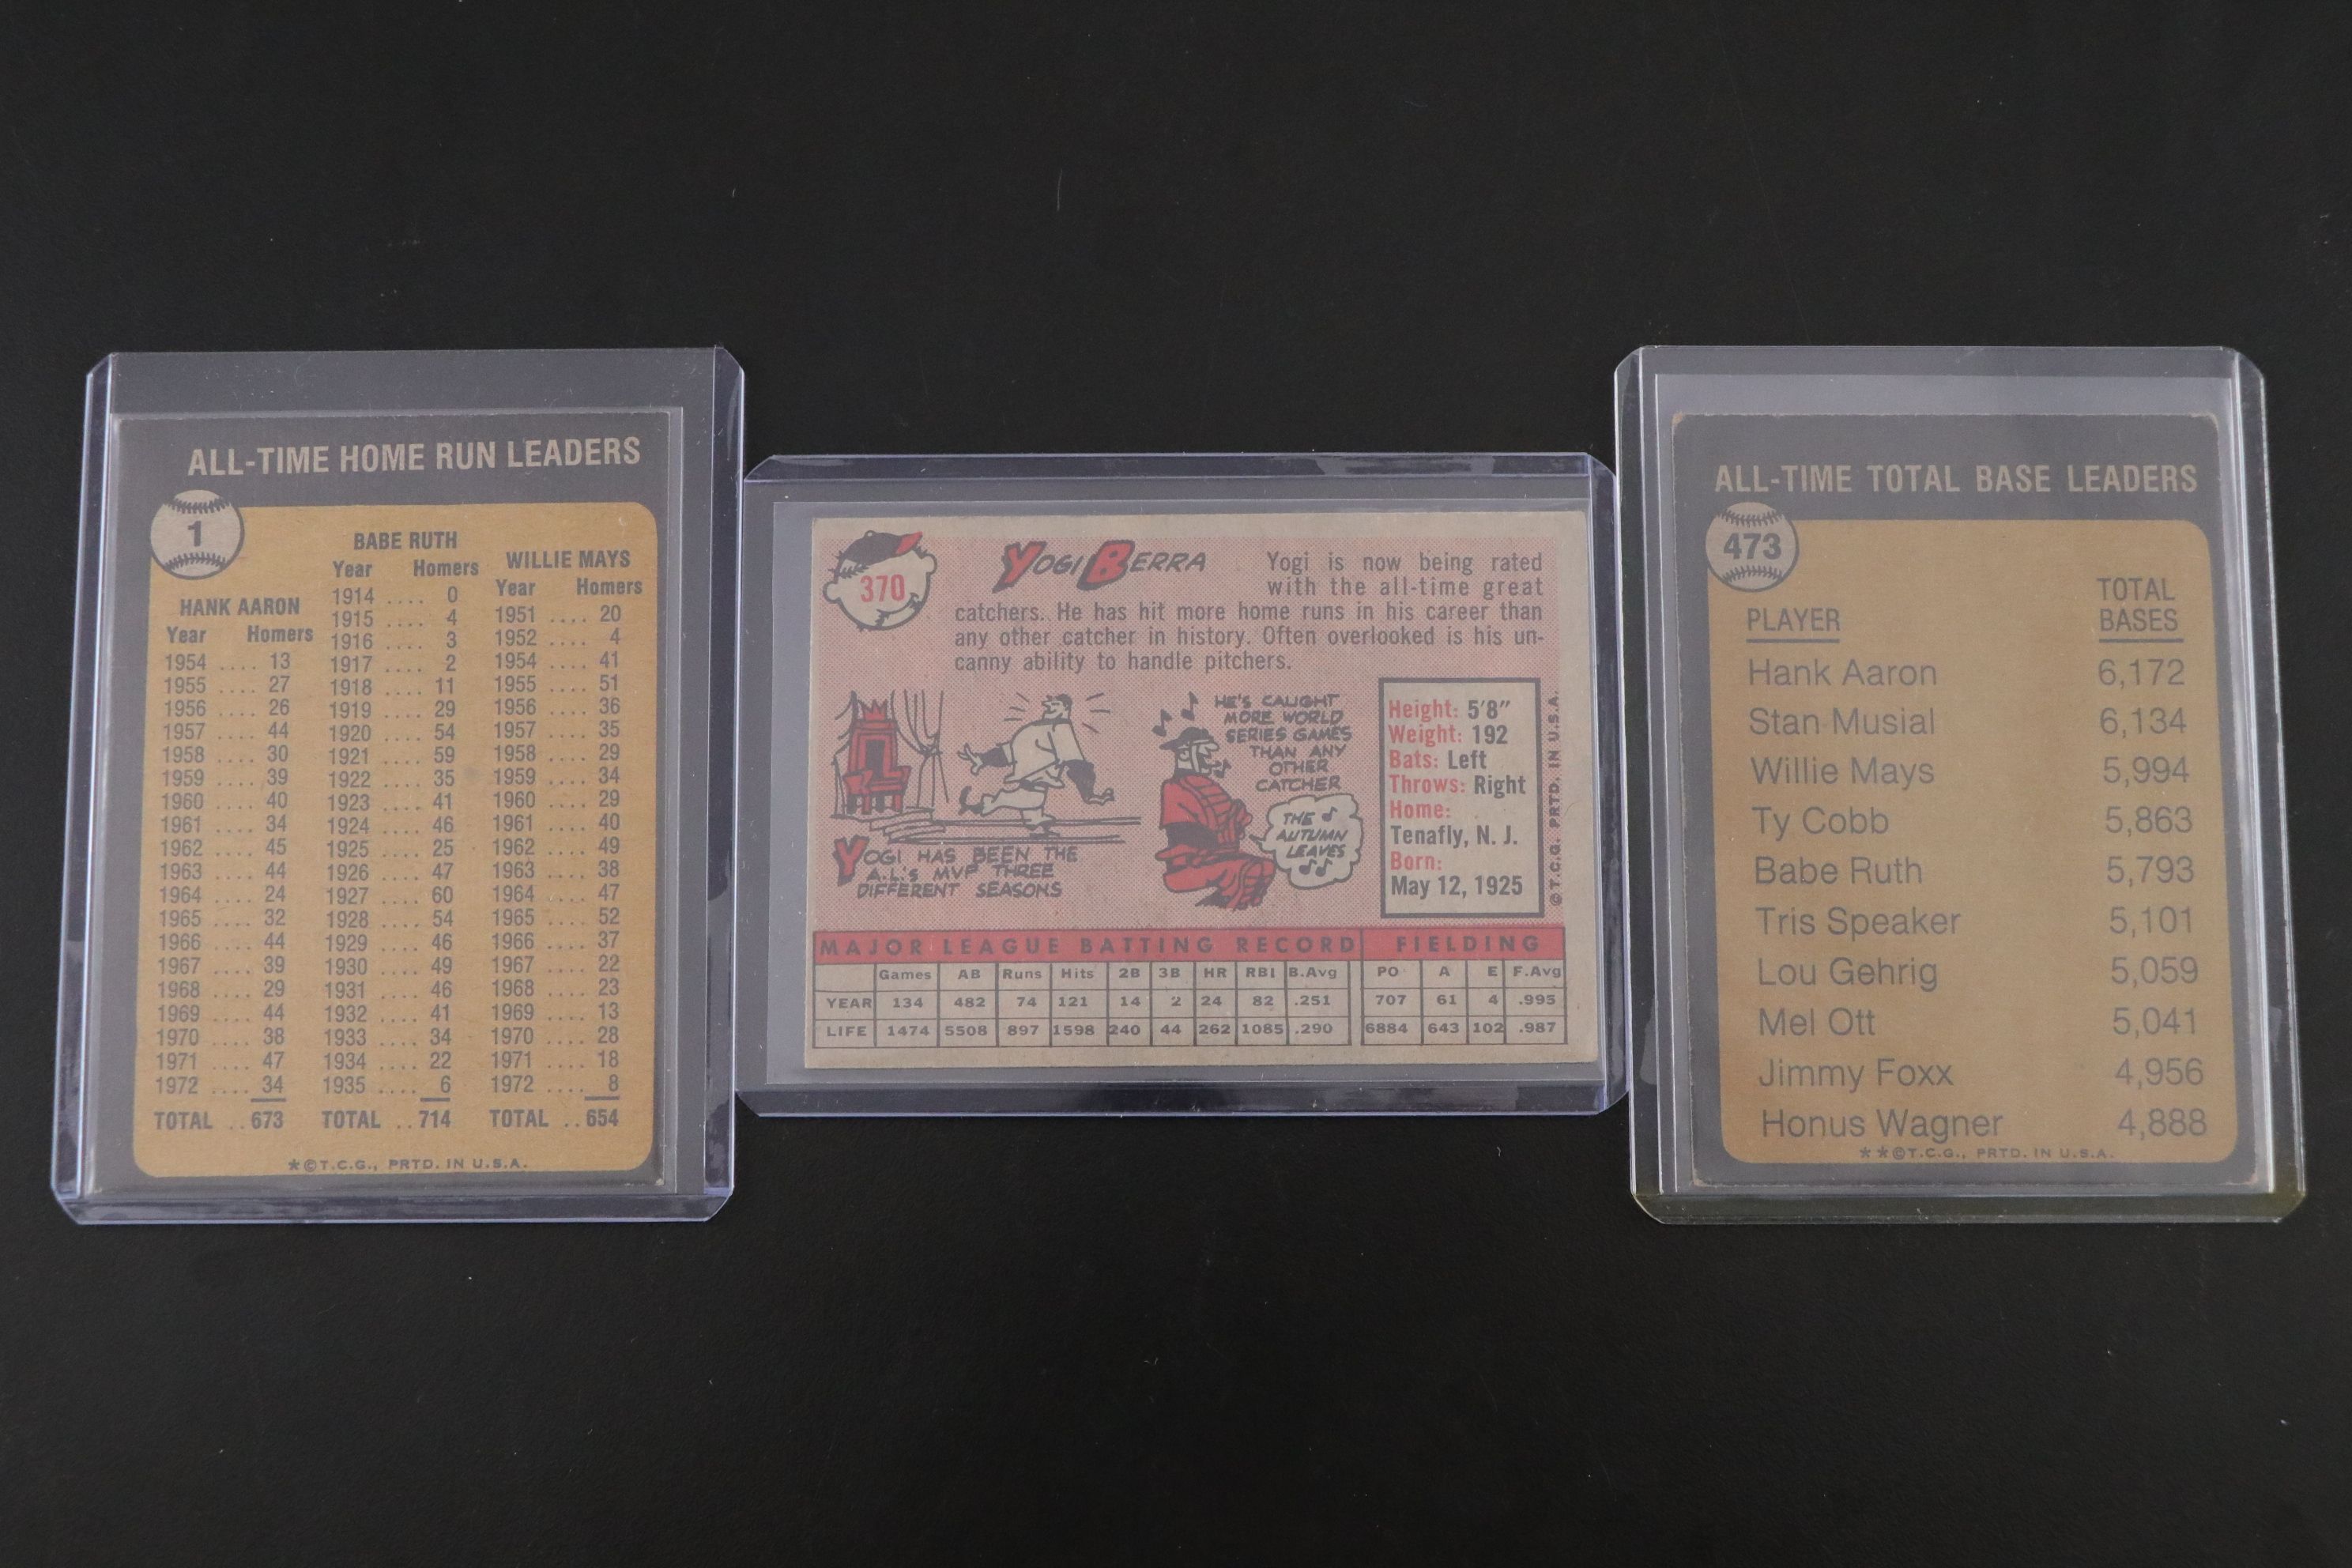 ALL-TIME HOME RUN LEADERS
1
HANK AARON
Year Homers
1954 .... 13
1955 .... 27
1956 .... 26
1957 .... 44
1958 .... 30
1959 .... 39
1960 .... 40
1961 .... 34
1962 .... 45
1963 .... 44
1964 .... 24
1965 .... 32
1966 .... 44
1967 .... 39
1968 .... 29
1969 .... 44
1970 .... 38
1971 .... 47
1972 .... 34
TOTAL .. 673
BABE RUTH
Year Homers
1914 .... 0
1915 .... 4
1916 .... 3
1917 .... 2
1918 .... 11
1919 .... 29
1920 .... 54
1921 .... 59
1922 .... 35
1923 .... 41
1924 .... 46
1925 .... 25
1926 .... 47
1927 .... 60
1928 .... 54
1929 .... 46
1930 .... 49
1931 .... 46
1932 .... 41
1933 .... 34
1934 .... 22
1935 .... 6
TOTAL .. 714
WILLIE MAYS
Year Homers
1951 .... 20
1952 .... 4
1954 .... 41
1955 .... 51
1956 .... 36
1957 .... 35
1958 .... 29
1959 .... 34
1960 .... 29
1961 .... 40
1962 .... 49
1963 .... 38
1964 .... 47
1965 .... 52
1966 .... 37
1967 .... 22
1968 .... 23
1969 .... 13
1970 .... 28
1971 .... 18
1972 .... 8
TOTAL .. 654
*©T.C.G., PRTD. IN U.S.A.
370
YOGI BERRA
Yogi is now being rated
with the all-time great
catchers. He has hit more home runs in his career than
any other catcher in history. Often overlooked is his un-
canny ability to handle pitchers.
YOGI HAS BEEN THE
A.L.'S MVP THREE
DIFFERENT SEASONS
HE'S CAUGHT
MORE WORLD
SERIES GAMES
THAN ANY
OTHER
CATCHER
THE
AUTUMN
LEAVES
Height: 5'8"
Weight: 192
Bats: Left
Throws: Right
Home:
Tenafly, N. J.
Born:
May 12, 1925
©T.C.G. PRTD. IN U.S.A.
MAJOR LEAGUE BATTING RECORD FIELDING
Games AB Runs Hits 2B 3B HR RBI B.Avg PO A E F.Avg
YEAR 134 482 74 121 14 2 24 82 .251 707 61 4 .995
LIFE 1474 5508 897 1598 240 44 262 1085 .290 6884 643 102 .987
ALL-TIME TOTAL BASE LEADERS
473
PLAYER TOTAL BASES
Hank Aaron 6,172
Stan Musial 6,134
Willie Mays 5,994
Ty Cobb 5,863
Babe Ruth 5,793
Tris Speaker 5,101
Lou Gehrig 5,059
Mel Ott 5,041
Jimmy Foxx 4,956
Honus Wagner 4,888
**©T.C.G., PRTD. IN U.S.A.